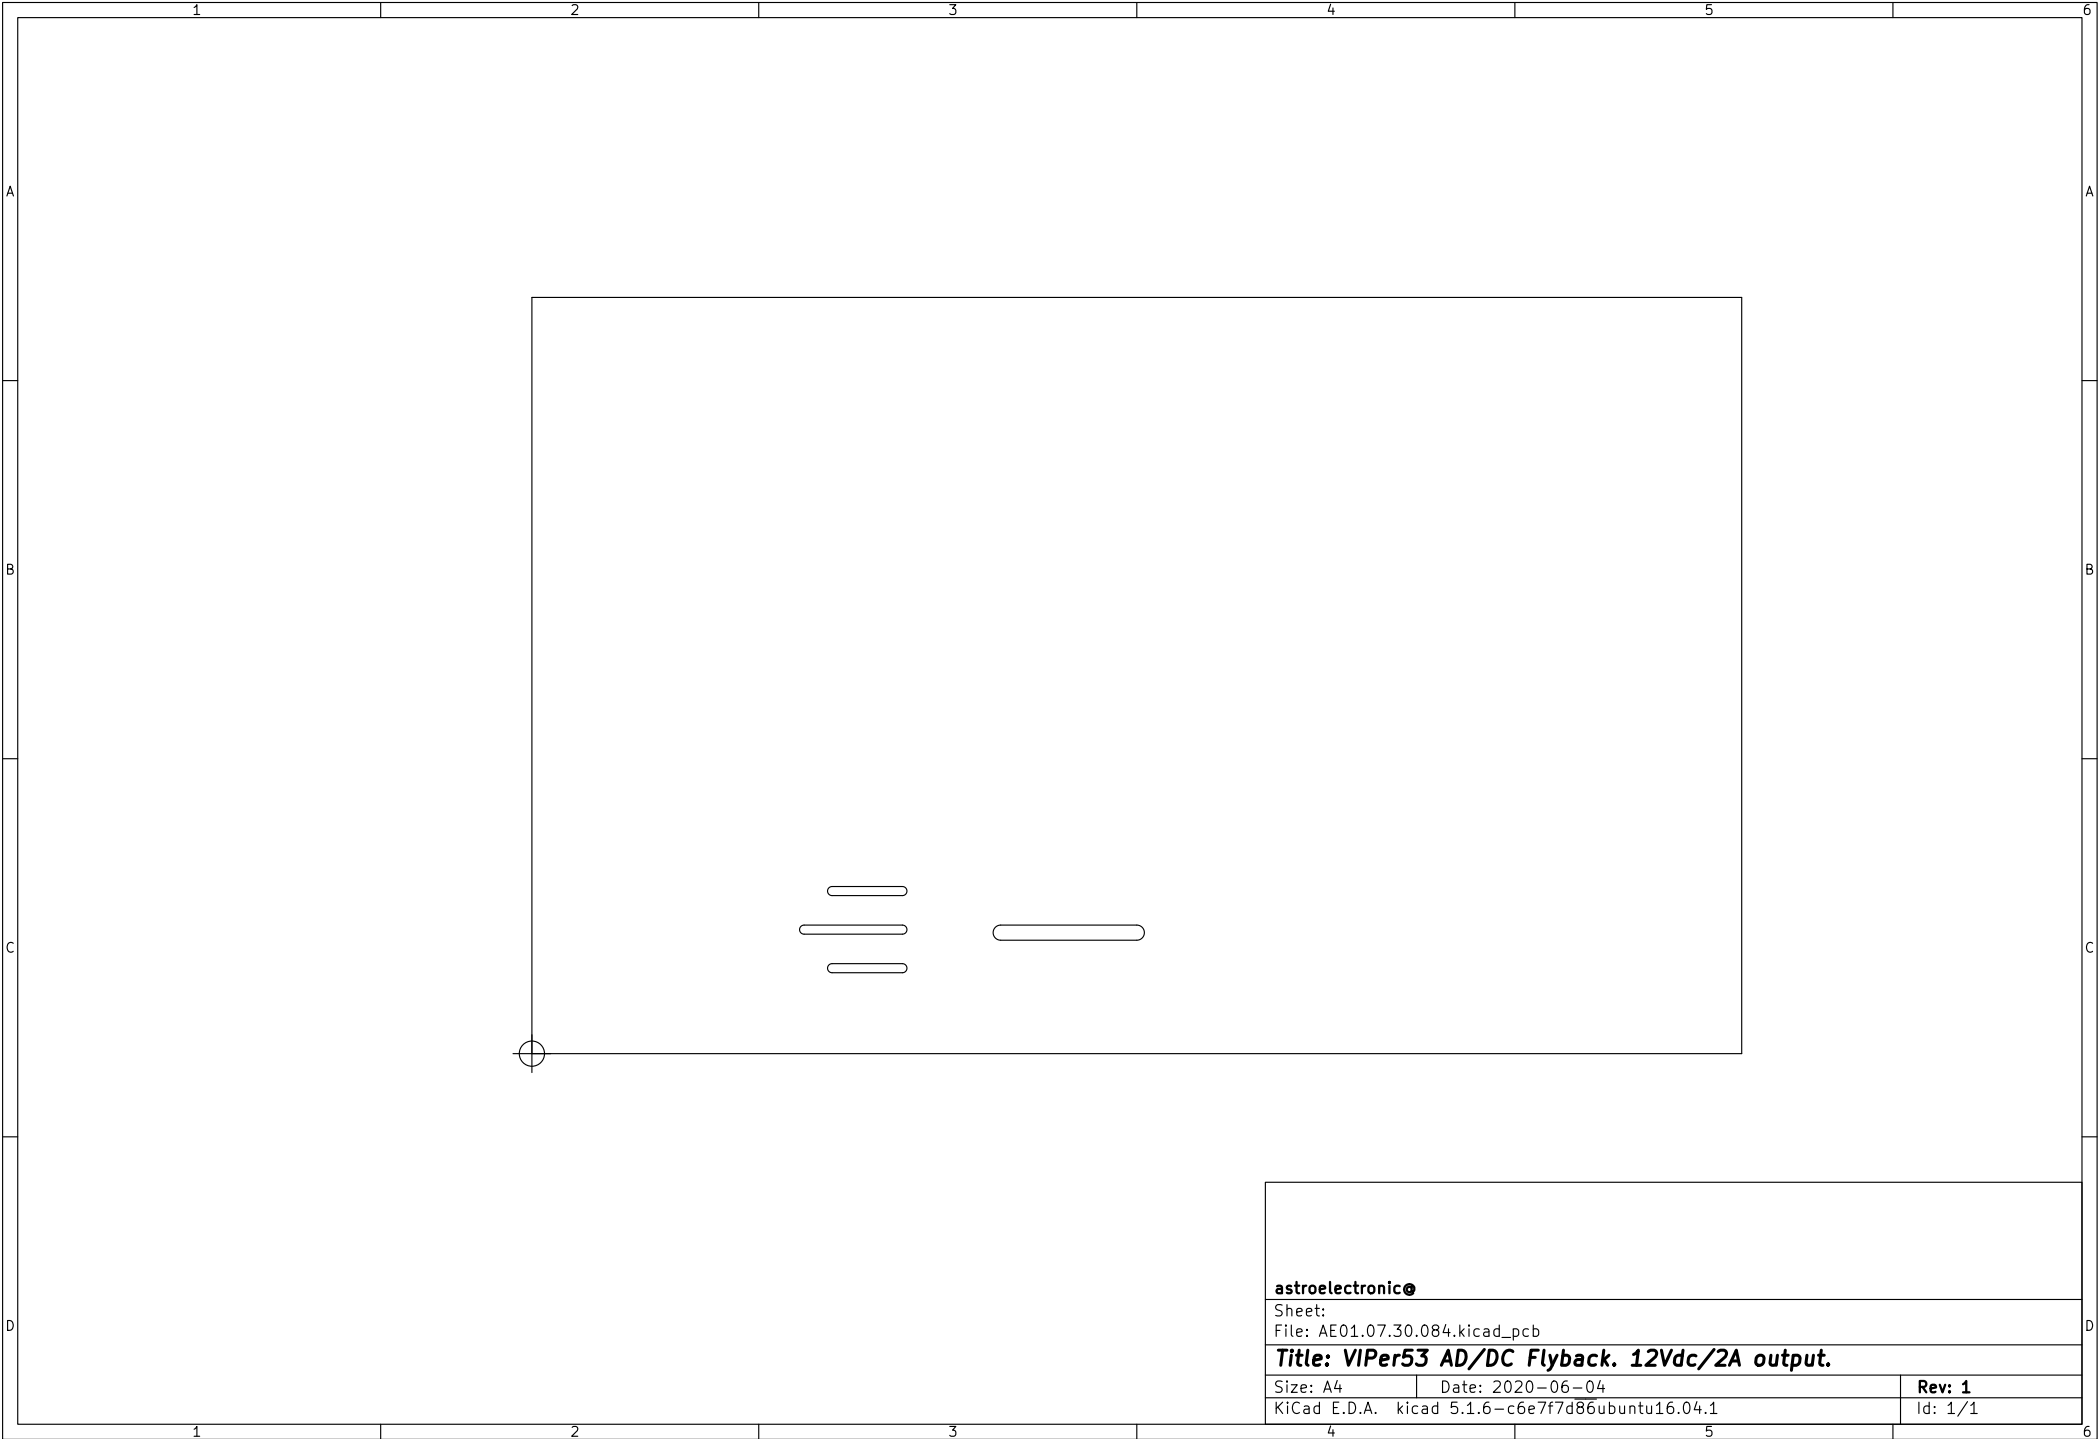 1 2 3 4 5 6
A A
B B
C C
astroelectronic@
Sheet:
File: AE01.07.30.084.kicad_pcb
D D
Title: VIPer53 AD/DC Flyback. 12Vdc/2A output.
Size: A4 Date: 2020-06-04 Rev: 1
KiCad E.D.A. kicad 5.1.6-c6e7f7d86ubuntu16.04.1 Id: 1/1
1 2 3 4 5 6